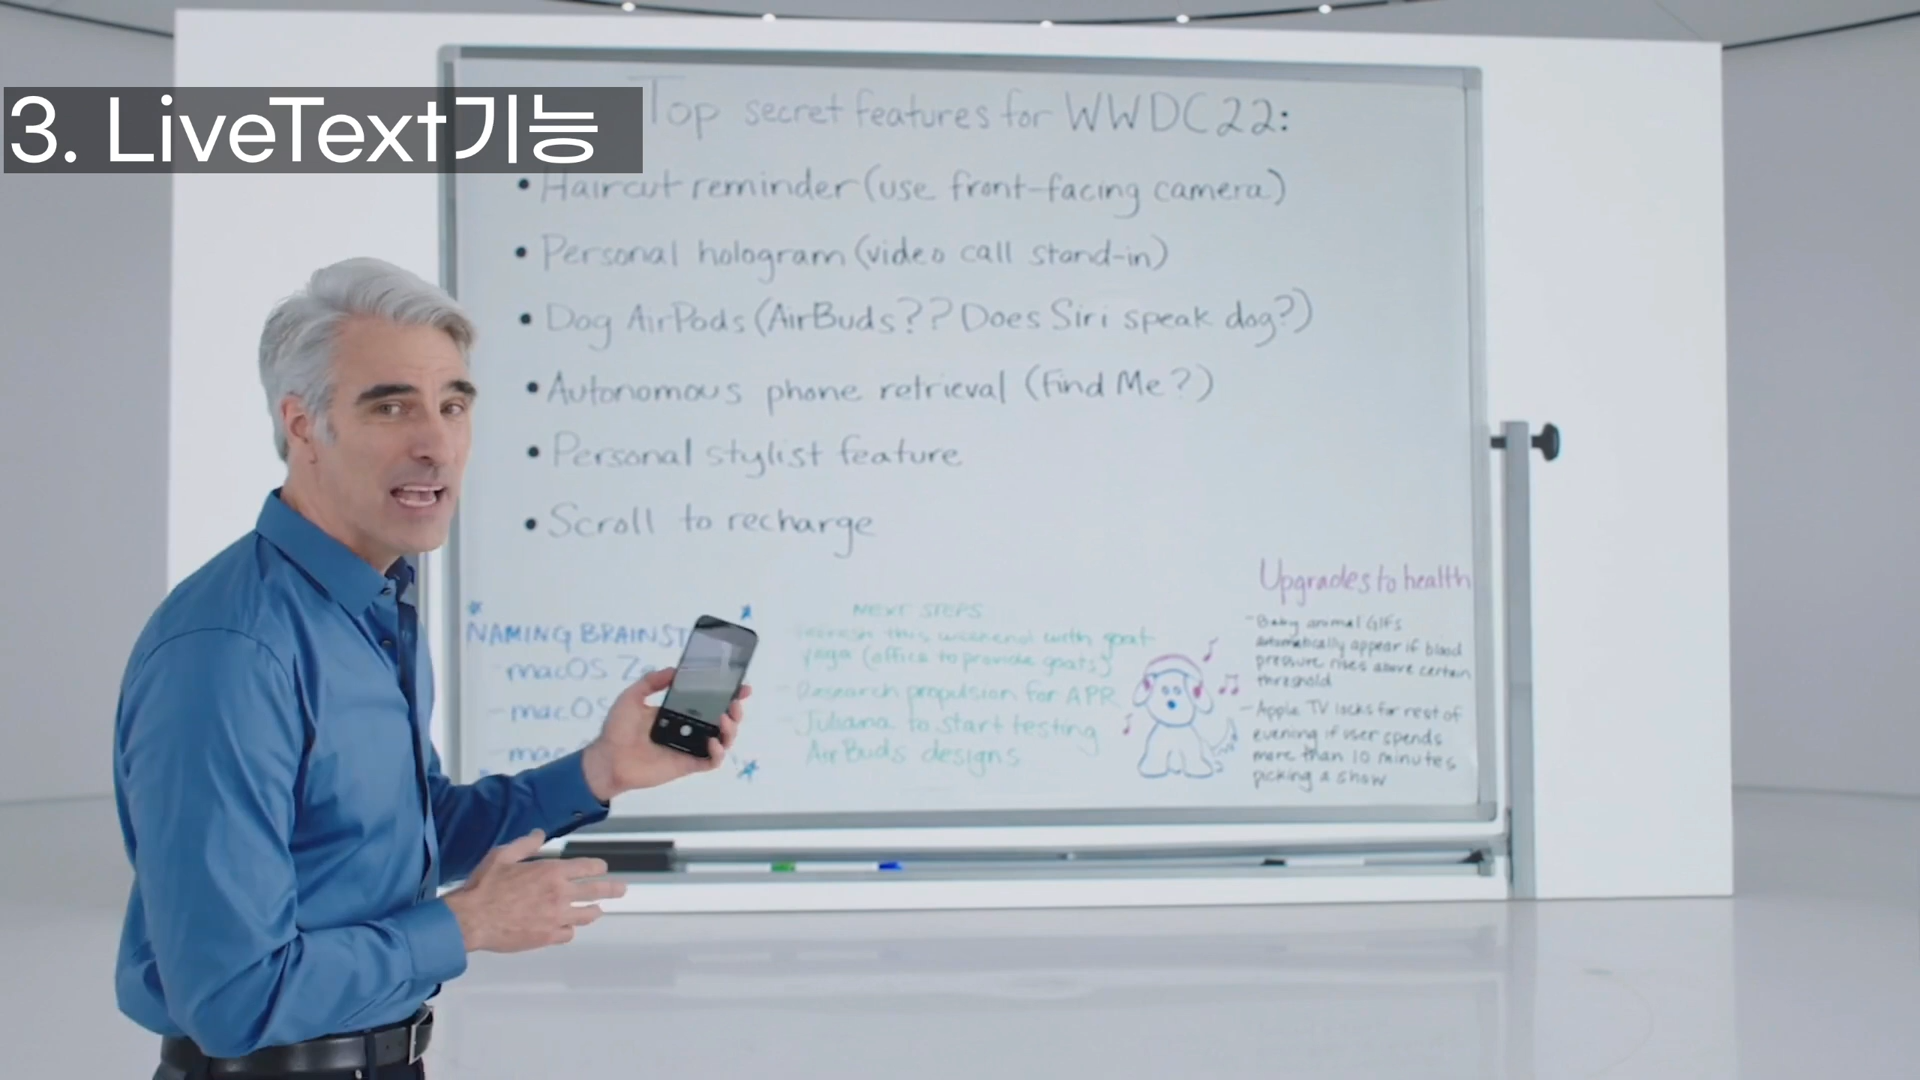 3. LiveText기능
Top secret features for WWDC22:
• Haircut reminder (use front-facing camera)
• Personal hologram (video call stand-in)
• Dog AirPods (AirBuds?? Does Siri speak dog?)
• Autonomous phone retrieval (Find Me?)
• Personal stylist feature
• Scroll to recharge
NAMING BRAINST
- macOS Ze
- macOS
- mac
NEXT STEPS
this weekend with goat
yoga (office to provide goats)
- Research propulsion for APR
- Juliana to start testing
AirBuds designs
Upgrades to health
- Baby animal GIFs
automatically appear if blood
pressure rises above certain
threshold
- Apple TV locks for rest of
evening if user spends
more than 10 minutes
picking a show